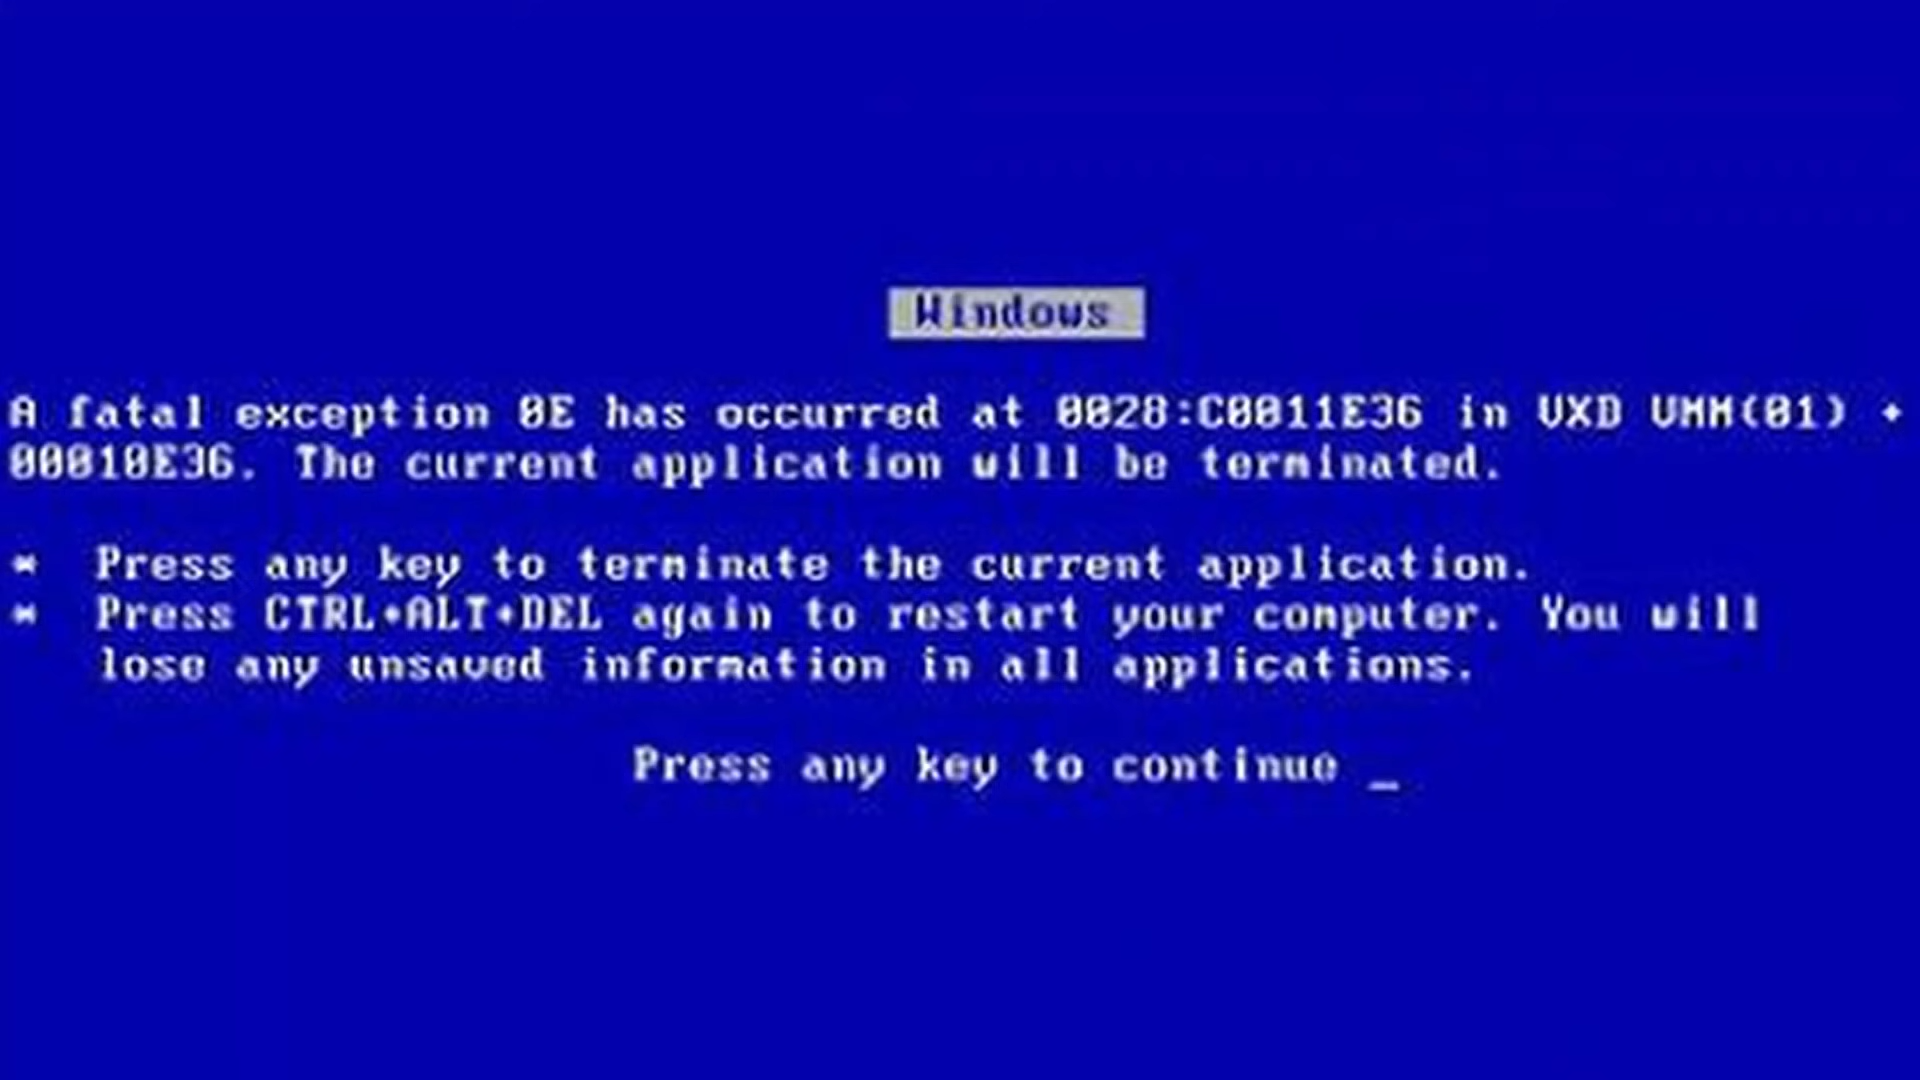 Windows
A fatal exception 0E has occurred at 0028:C0011E36 in VXD VMM(01) +
00010E36. The current application will be terminated.
* Press any key to terminate the current application.
* Press CTRL+ALT+DEL again to restart your computer. You will
lose any unsaved information in all applications.
Press any key to continue _